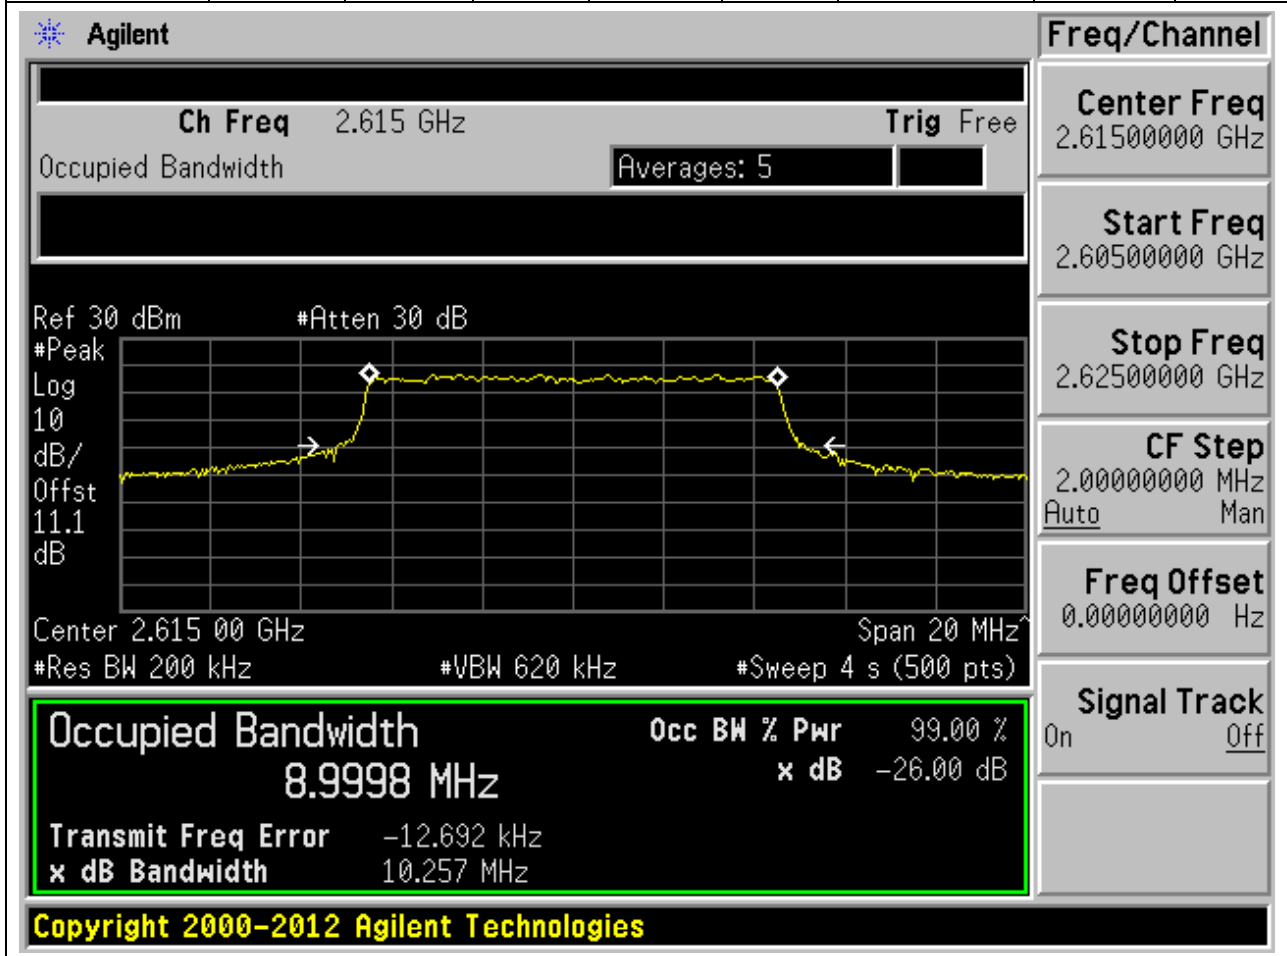 Agilent
Freq/Channel
Ch Freq 2.615 GHz Trig Free
Occupied Bandwidth Averages: 5
Center Freq
2.61500000 GHz
Start Freq
2.60500000 GHz
Stop Freq
2.62500000 GHz
CF Step
2.00000000 MHz
Auto Man
Freq Offset
0.00000000 Hz
Signal Track
On Off
Ref 30 dBm #Atten 30 dB
#Peak
Log
10
dB/
Offst
11.1
dB
Center 2.615 00 GHz Span 20 MHz^
#Res BW 200 kHz #VBW 620 kHz #Sweep 4 s (500 pts)
Occupied Bandwidth Occ BW % Pwr 99.00 %
8.9998 MHz x dB -26.00 dB
Transmit Freq Error -12.692 kHz
x dB Bandwidth 10.257 MHz
Copyright 2000-2012 Agilent Technologies